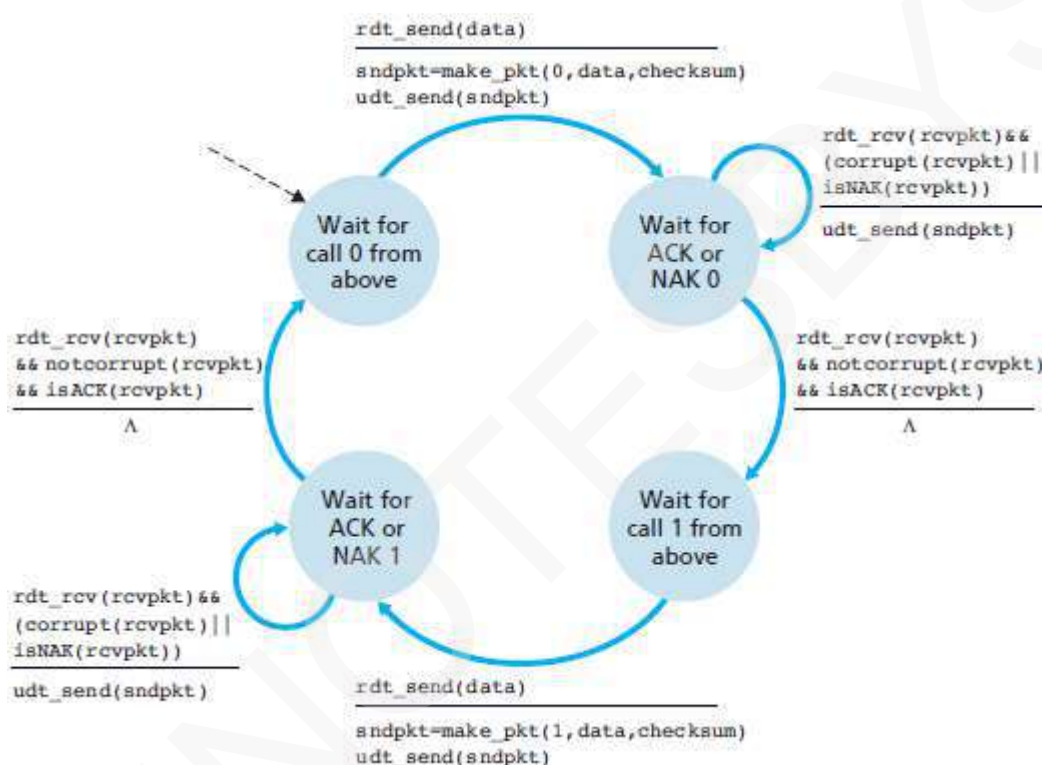 rdt_send(data)
sndpkt=make_pkt(0,data,checksum)
udt_send(sndpkt)
rdt_rcv(rcvpkt)&&
(corrupt(rcvpkt)||
isNAK(rcvpkt))
udt_send(sndpkt)
Wait for
call 0 from
above
Wait for
ACK or
NAK 0
rdt_rcv(rcvpkt)
&& notcorrupt(rcvpkt)
&& isACK(rcvpkt)
Λ
rdt_rcv(rcvpkt)
&& notcorrupt(rcvpkt)
&& isACK(rcvpkt)
Λ
Wait for
ACK or
NAK 1
Wait for
call 1 from
above
rdt_rcv(rcvpkt)&&
(corrupt(rcvpkt)||
isNAK(rcvpkt))
udt_send(sndpkt)
rdt_send(data)
sndpkt=make_pkt(1,data,checksum)
udt_send(sndpkt)
NOTESBYS